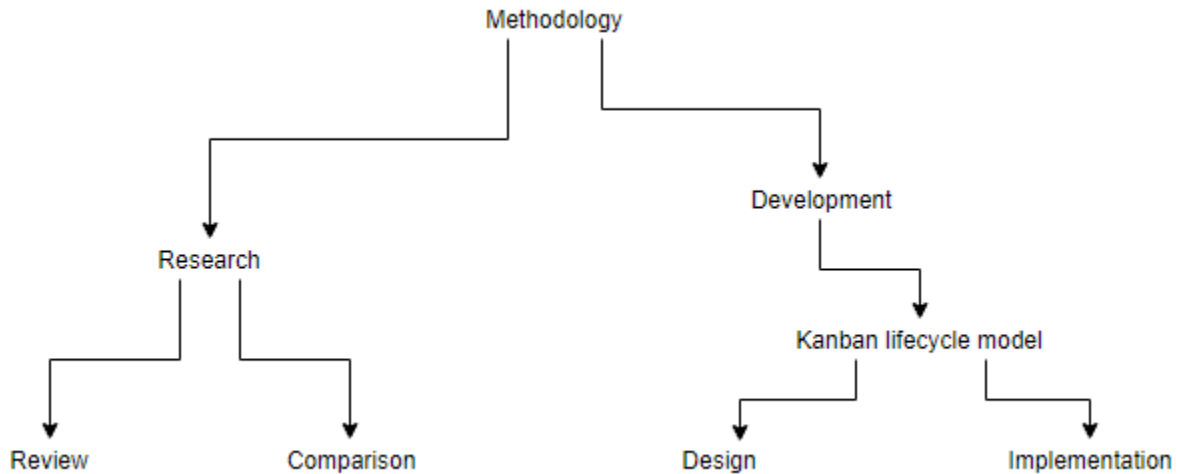 Methodology
Development
Research
Kanban lifecycle model
Review
Comparison
Design
Implementation